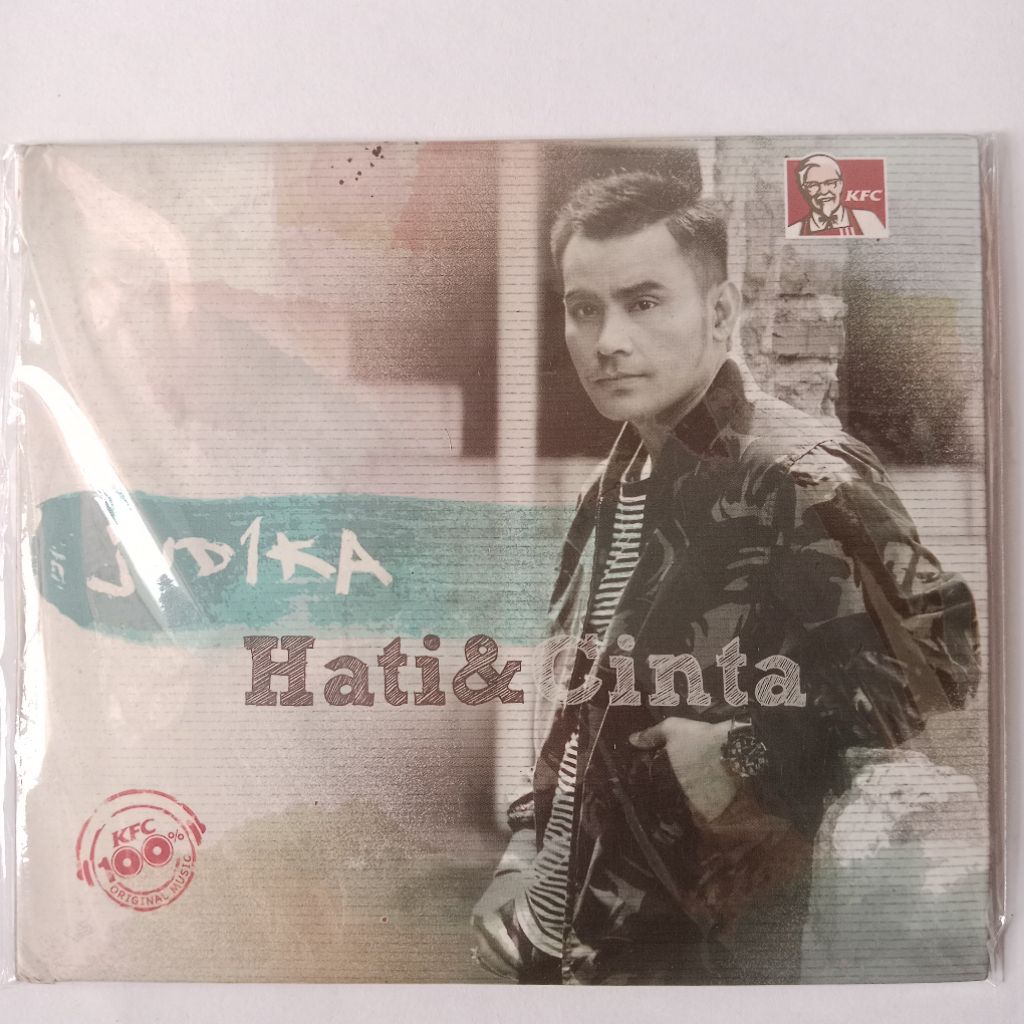 KFC
JUD1KA
Hati&Cinta
KFC
100%
ORIGINAL MUSIC